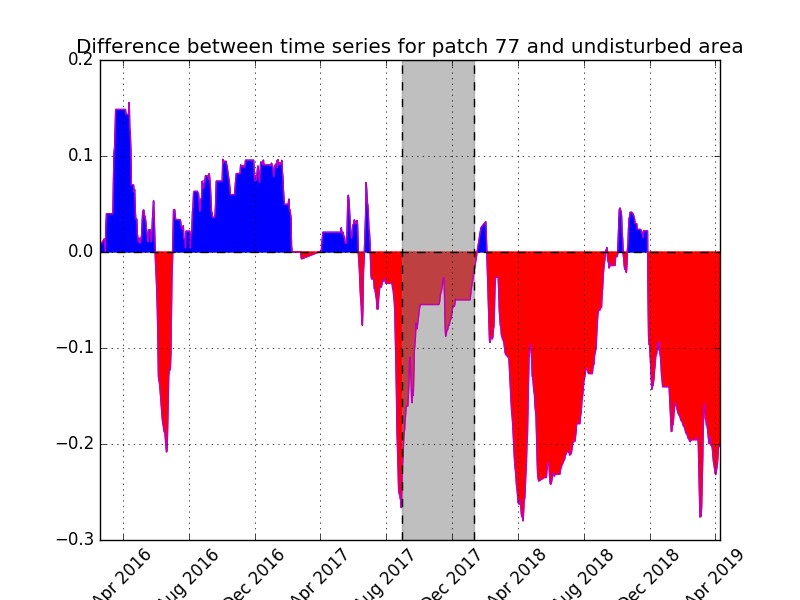 Difference between time series for patch 77 and undisturbed area
0.2
0.1
0.0
−0.1
−0.2
−0.3
Apr 2016
Aug 2016
Dec 2016
Apr 2017
Aug 2017
Dec 2017
Apr 2018
Aug 2018
Dec 2018
Apr 2019